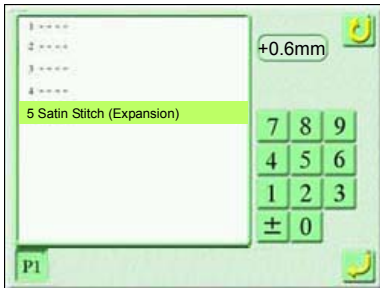 1 ----
2 ----
3 ----
4 ----
5 Satin Stitch (Expansion)
+0.6mm
7 8 9
4 5 6
1 2 3
± 0
P1